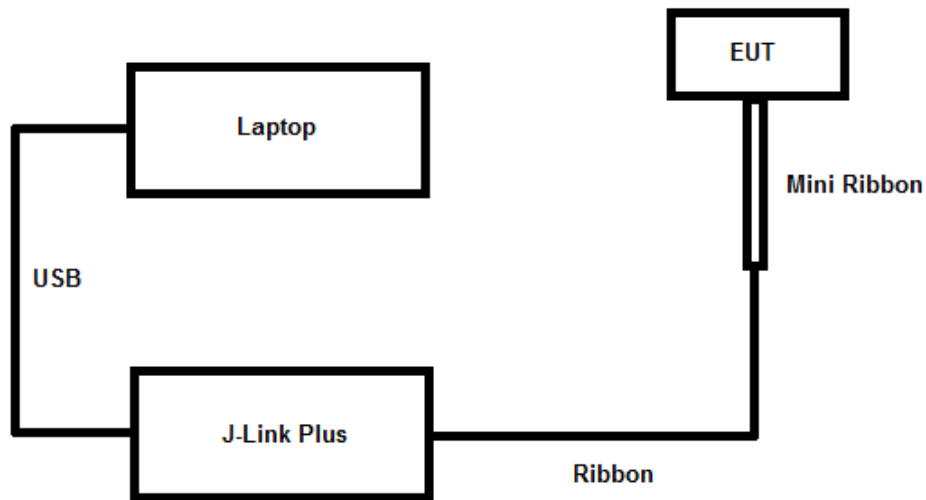 EUT
Laptop
Mini Ribbon
USB
J-Link Plus
Ribbon